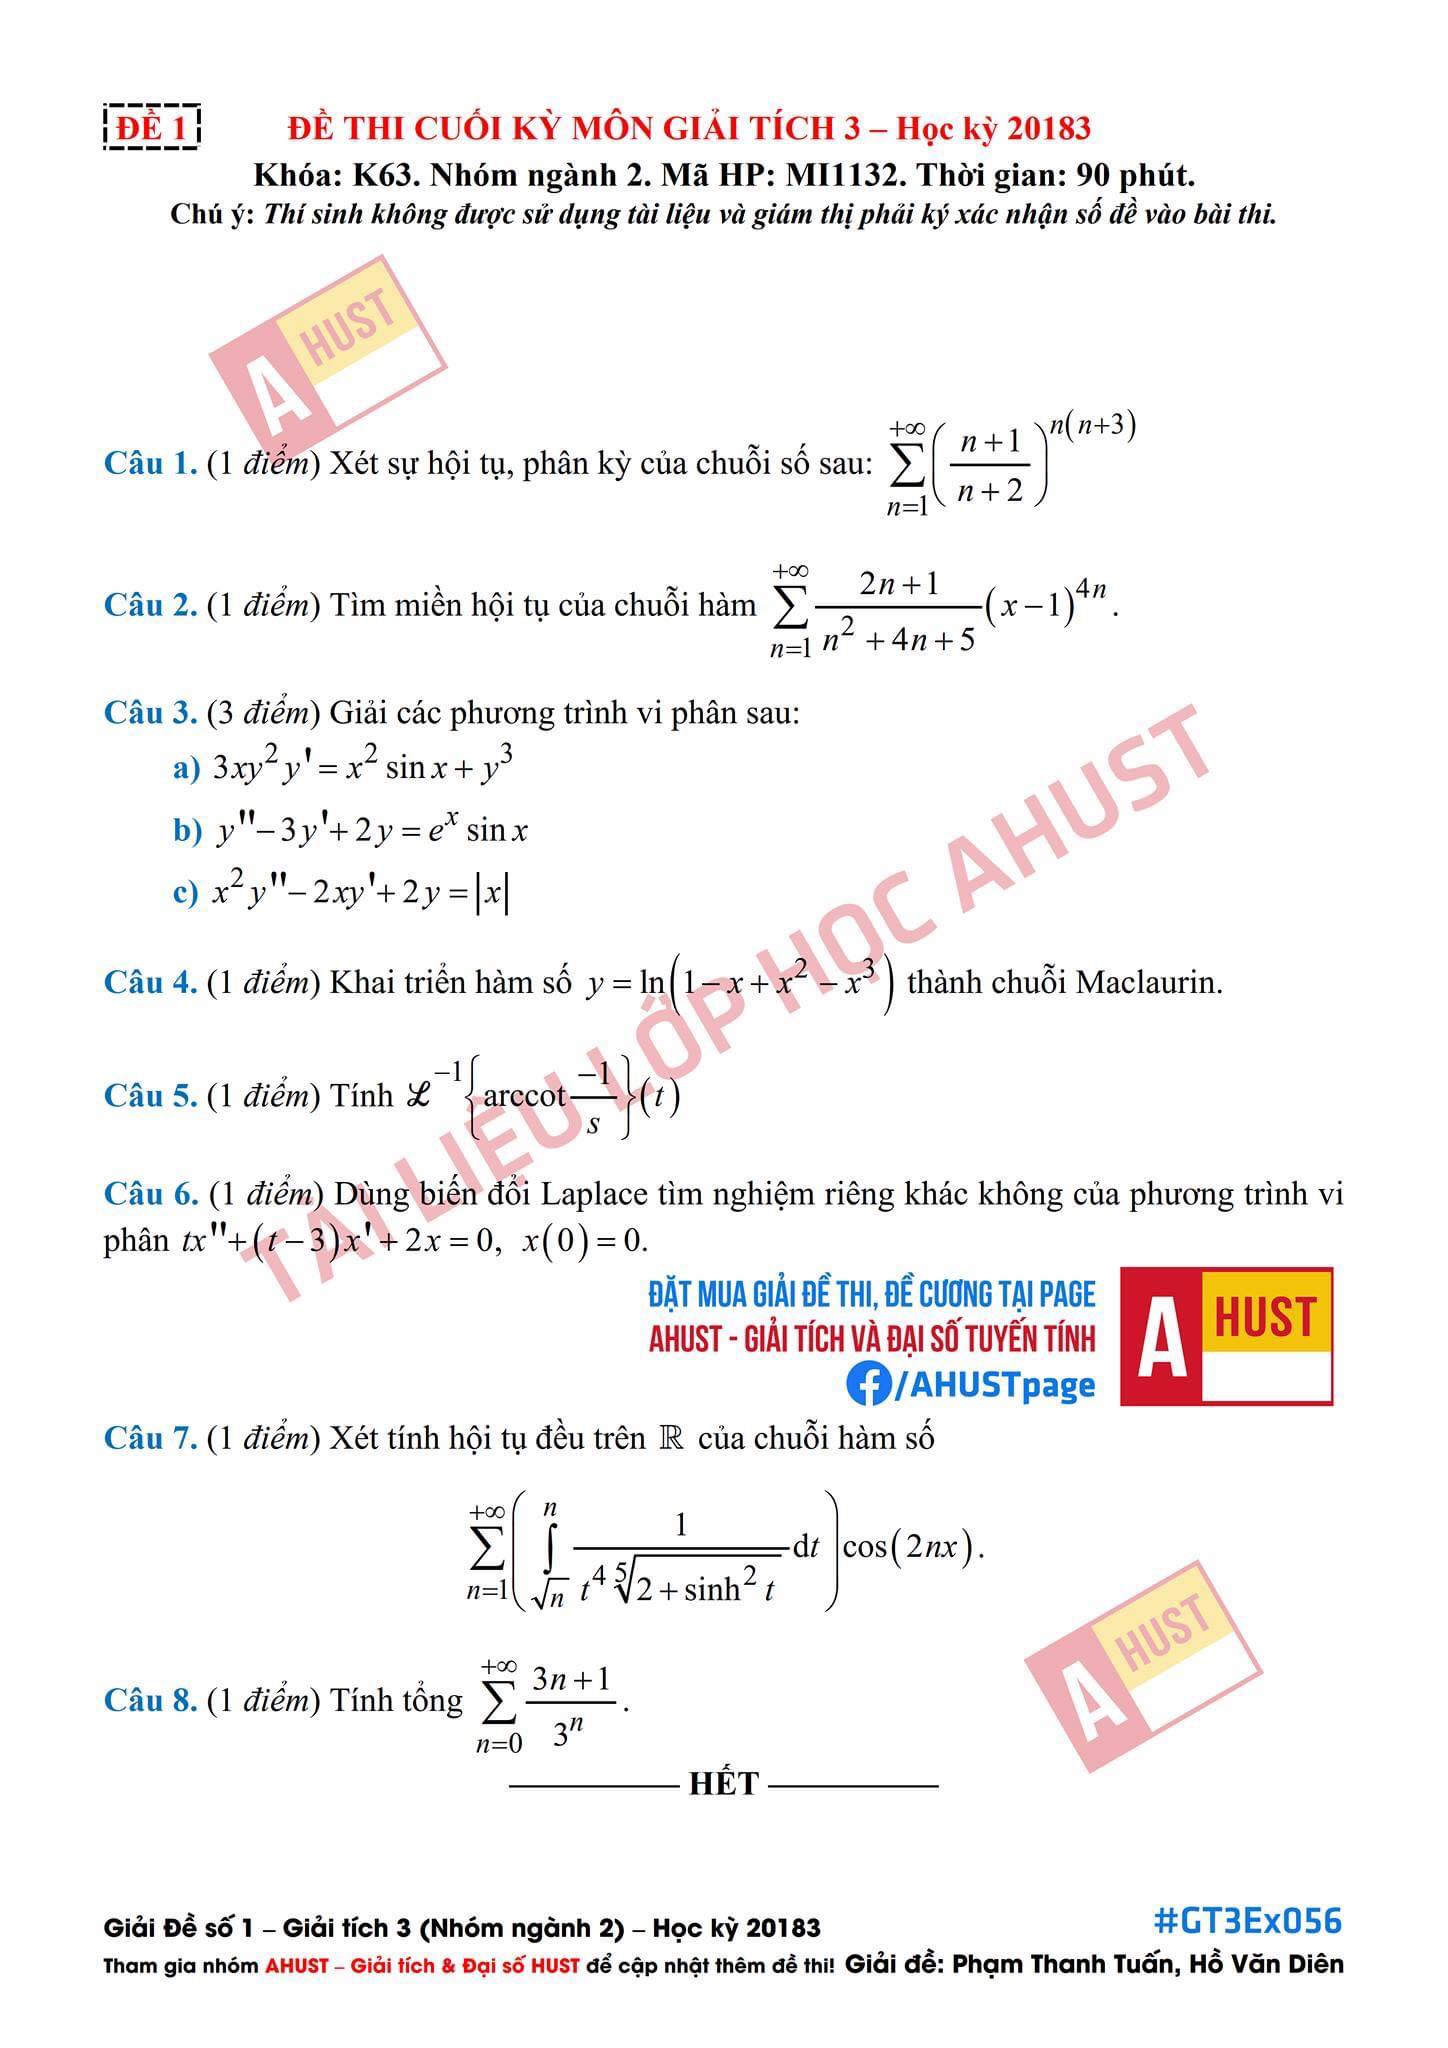 ĐỀ 1
ĐỀ THI CUỐI KỲ MÔN GIẢI TÍCH 3 – Học kỳ 20183
Khóa: K63. Nhóm ngành 2. Mã HP: MI1132. Thời gian: 90 phút.
Chú ý: Thí sinh không được sử dụng tài liệu và giám thị phải ký xác nhận số đề vào bài thi.
A HUST
Câu 1. (1 điểm) Xét sự hội tụ, phân kỳ của chuỗi số sau: \sum_{n=1}^{+\infty} \left( \frac{n+1}{n+2} \right)^{n(n+3)}
Câu 2. (1 điểm) Tìm miền hội tụ của chuỗi hàm \sum_{n=1}^{+\infty} \frac{2n+1}{n^2+4n+5} (x-1)^{4n}.
Câu 3. (3 điểm) Giải các phương trình vi phân sau:
a) 3xy^2 y' = x^2 sin x + y^3
b) y'' – 3y' + 2y = e^x sin x
c) x^2 y'' – 2xy' + 2y = |x|
Câu 4. (1 điểm) Khai triển hàm số y = ln(1 – x + x^2 – x^3) thành chuỗi Maclaurin.
Câu 5. (1 điểm) Tính ℒ^{-1} \left\{ arccot \frac{-1}{s} \right\} (t)
Câu 6. (1 điểm) Dùng biến đổi Laplace tìm nghiệm riêng khác không của phương trình vi
phân tx'' + (t – 3)x' + 2x = 0, x(0) = 0.
TÀI LIỆU LỚP HỌC AHUST
ĐẶT MUA GIẢI ĐỀ THI, ĐỀ CƯƠNG TẠI PAGE
AHUST - GIẢI TÍCH VÀ ĐẠI SỐ TUYẾN TÍNH
/AHUSTpage
A HUST
Câu 7. (1 điểm) Xét tính hội tụ đều trên ℝ của chuỗi hàm số
\sum_{n=1}^{+\infty} \left( \int_{\sqrt{n}}^{n} \frac{1}{t^4 \sqrt[5]{2+sinh^2 t}} dt \right) cos(2nx).
Câu 8. (1 điểm) Tính tổng \sum_{n=0}^{+\infty} \frac{3n+1}{3^n}.
A HUST
HẾT
Giải Đề số 1 – Giải tích 3 (Nhóm ngành 2) – Học kỳ 20183 #GT3Ex056
Tham gia nhóm AHUST – Giải tích & Đại số HUST để cập nhật thêm đề thi! Giải đề: Phạm Thanh Tuấn, Hồ Văn Diên